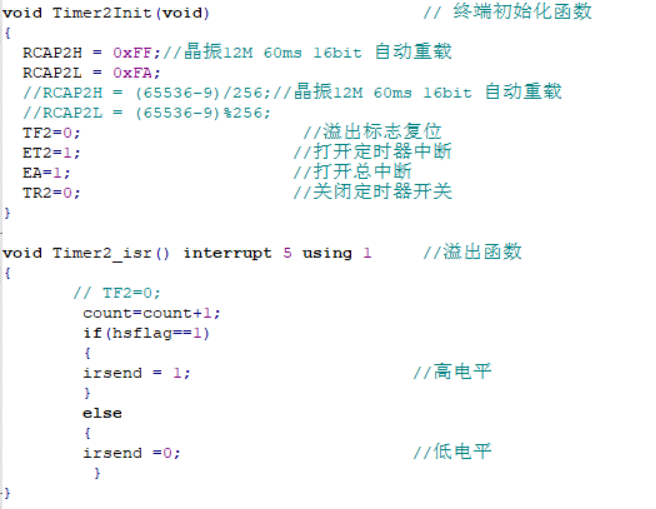 void Timer2Init(void) // 终端初始化函数
{
RCAP2H = 0xFF;//晶振12M 60ms 16bit 自动重载
RCAP2L = 0xFA;
//RCAP2H = (65536-9)/256;//晶振12M 60ms 16bit 自动重载
//RCAP2L = (65536-9)%256;
TF2=0; //溢出标志复位
ET2=1; //打开定时器中断
EA=1; //打开总中断
TR2=0; //关闭定时器开关
}
void Timer2_isr() interrupt 5 using 1 //溢出函数
{
// TF2=0;
count=count+1;
if(hsflag==1)
{
irsend = 1; //高电平
}
else
{
irsend =0; //低电平
}
}